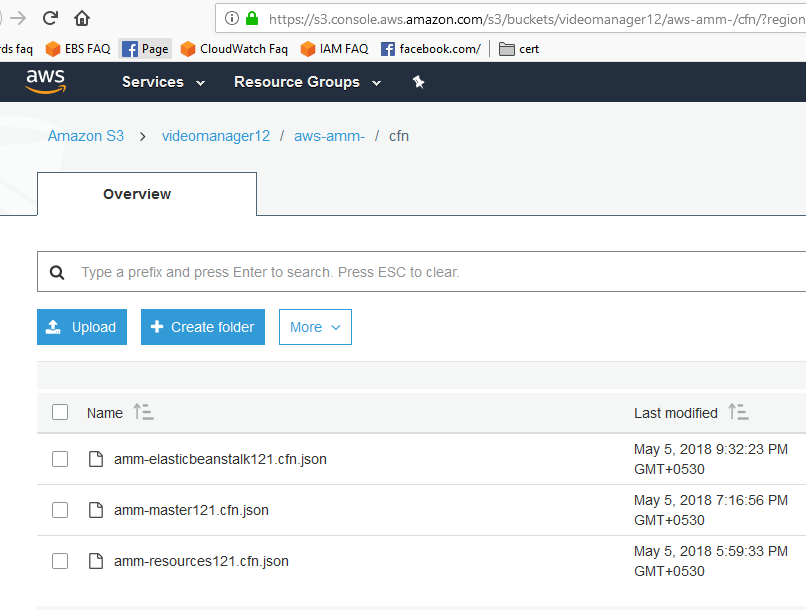 https://s3.console.aws.amazon.com/s3/buckets/videomanager12/aws-amm-/cfn/?region
rds faq EBS FAQ Page CloudWatch Faq IAM FAQ facebook.com/ cert
aws Services Resource Groups
Amazon S3 > videomanager12 / aws-amm- / cfn
Overview
Type a prefix and press Enter to search. Press ESC to clear.
Upload + Create folder More
Name Last modified
amm-elasticbeanstalk121.cfn.json May 5, 2018 9:32:23 PM
GMT+0530
amm-master121.cfn.json May 5, 2018 7:16:56 PM
GMT+0530
amm-resources121.cfn.json May 5, 2018 5:59:33 PM
GMT+0530